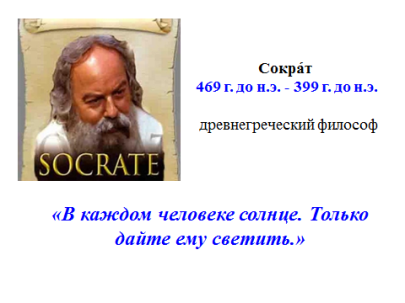 SOCRATE
Сокра́т
469 г. до н.э. - 399 г. до н.э.
древнегреческий философ
«В каждом человеке солнце. Только
дайте ему светить.»